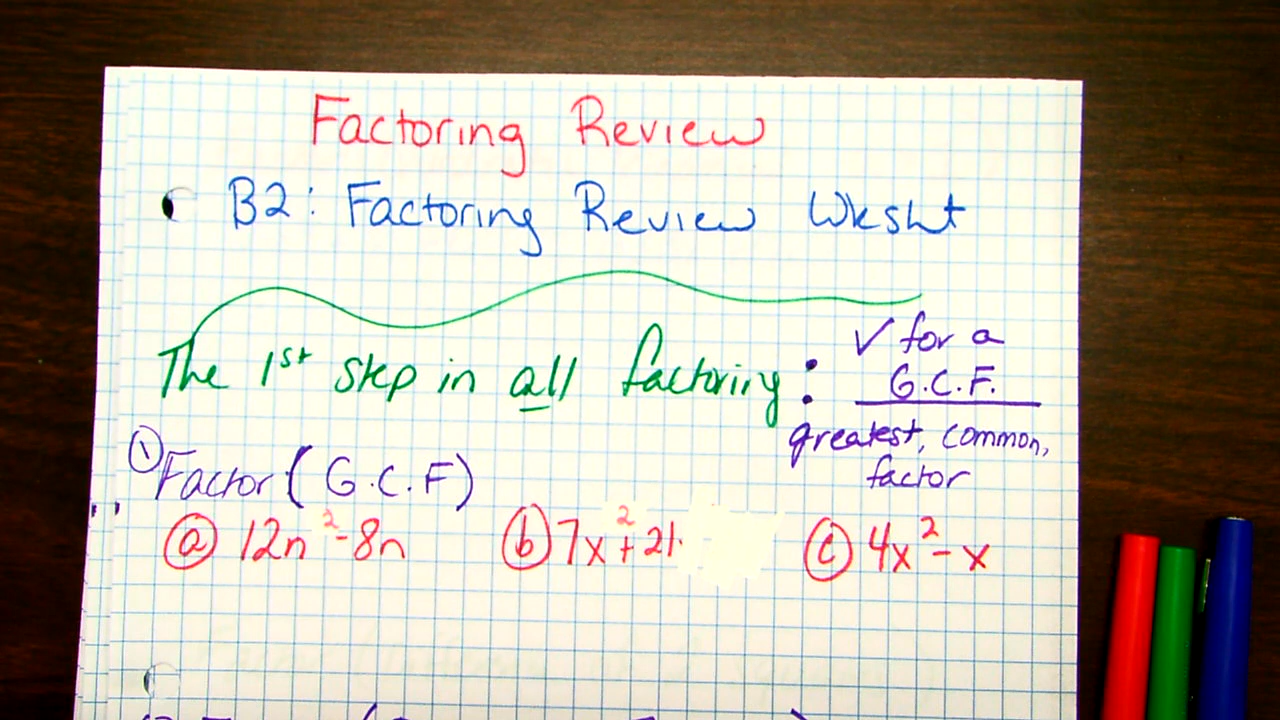 Factoring Review
B2: Factoring Review Wksht
The 1st step in all factoring: ✓ for a
G.C.F.
greatest, common,
factor
① Factor (G.C.F)
ⓐ 12n²-8n ⓑ 7x²+21 ⓒ 4x²-x